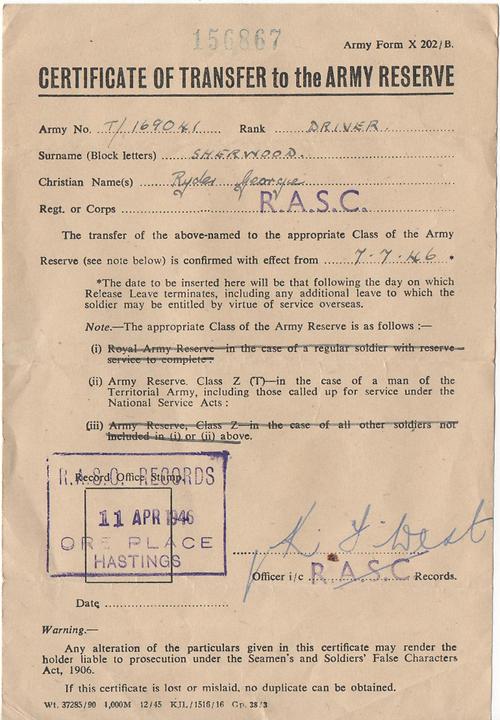 156867
Army Form X 202/B.
CERTIFICATE OF TRANSFER to the ARMY RESERVE
Army No. T/169041 Rank DRIVER.
Surname (Block letters) SHERWOOD.
Christian Name(s) Ryder George
Regt. or Corps R.A.S.C.
The transfer of the above-named to the appropriate Class of the Army
Reserve (see note below) is confirmed with effect from 7-7-46 *
*The date to be inserted here will be that following the day on which
Release Leave terminates, including any additional leave to which the
soldier may be entitled by virtue of service overseas.
Note.—The appropriate Class of the Army Reserve is as follows :—
(i) Royal Army Reserve—in the case of a regular soldier with reserve
service to complete.
(ii) Army Reserve. Class Z (T)—in the case of a man of the
Territorial Army, including those called up for service under the
National Service Acts :
(iii) Army Reserve, Class Z—in the case of all other soldiers not
included in (i) or (ii) above.
R.A.S.C. RECORDS
Record Office Stamp.
11 APR 1946
ORE PLACE
HASTINGS
K J West
Officer i/c R.A.S.C. Records.
Date
Warning.—
Any alteration of the particulars given in this certificate may render the
holder liable to prosecution under the Seamen's and Soldiers' False Characters
Act, 1906.
If this certificate is lost or mislaid, no duplicate can be obtained.
Wt. 37285/90 1,000M 12/45 KJL/1516/16 Gp. 38/3